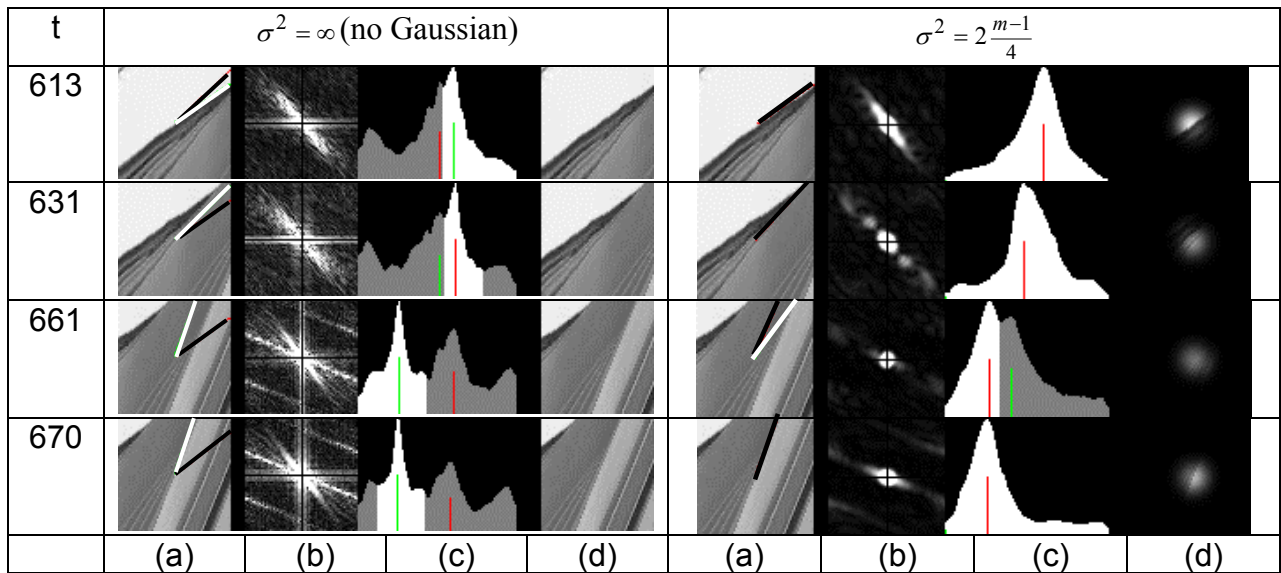 t σ² = ∞ (no Gaussian) σ² = 2 (m−1)/4
613
631
661
670
(a) (b) (c) (d) (a) (b) (c) (d)